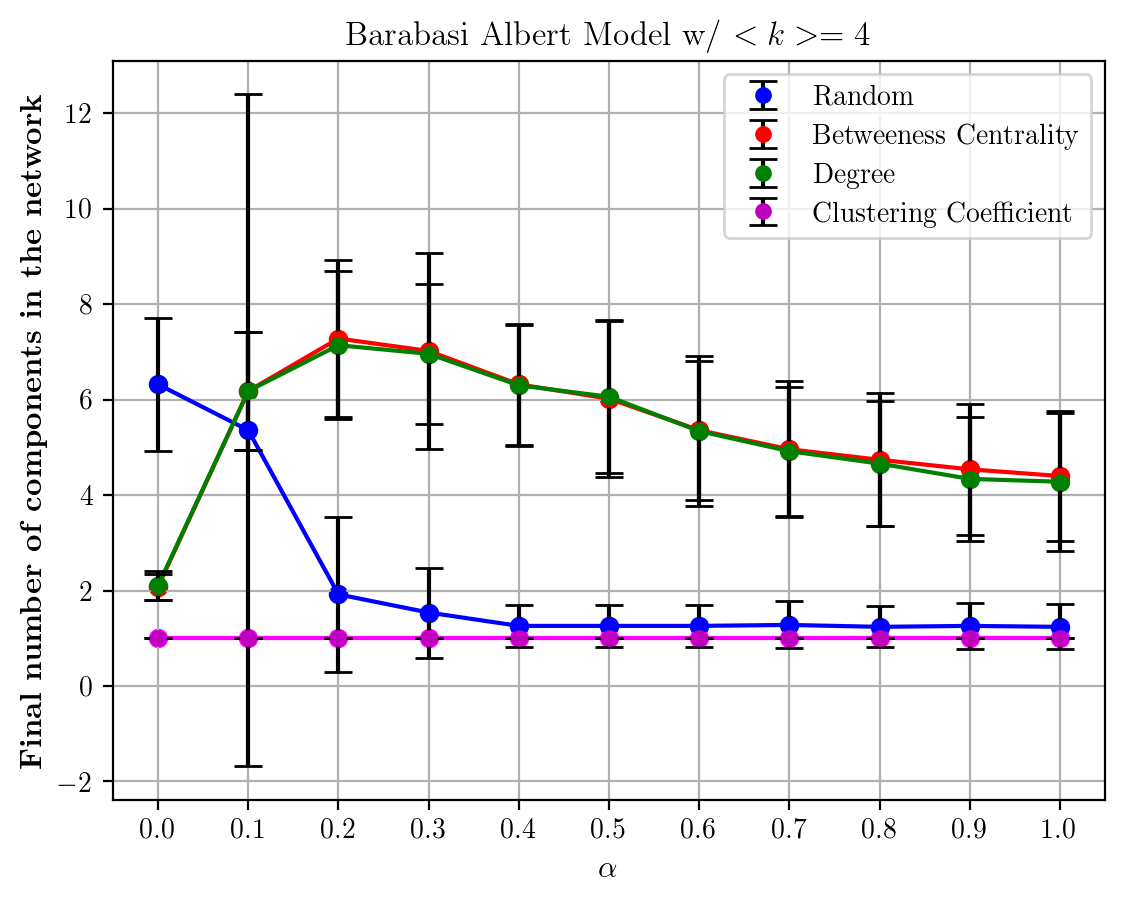 Barabasi Albert Model w/ < k >= 4
Final number of components in the network
12
10
8
6
4
2
0
−2
Random
Betweeness Centrality
Degree
Clustering Coefficient
0.0 0.1 0.2 0.3 0.4 0.5 0.6 0.7 0.8 0.9 1.0
α